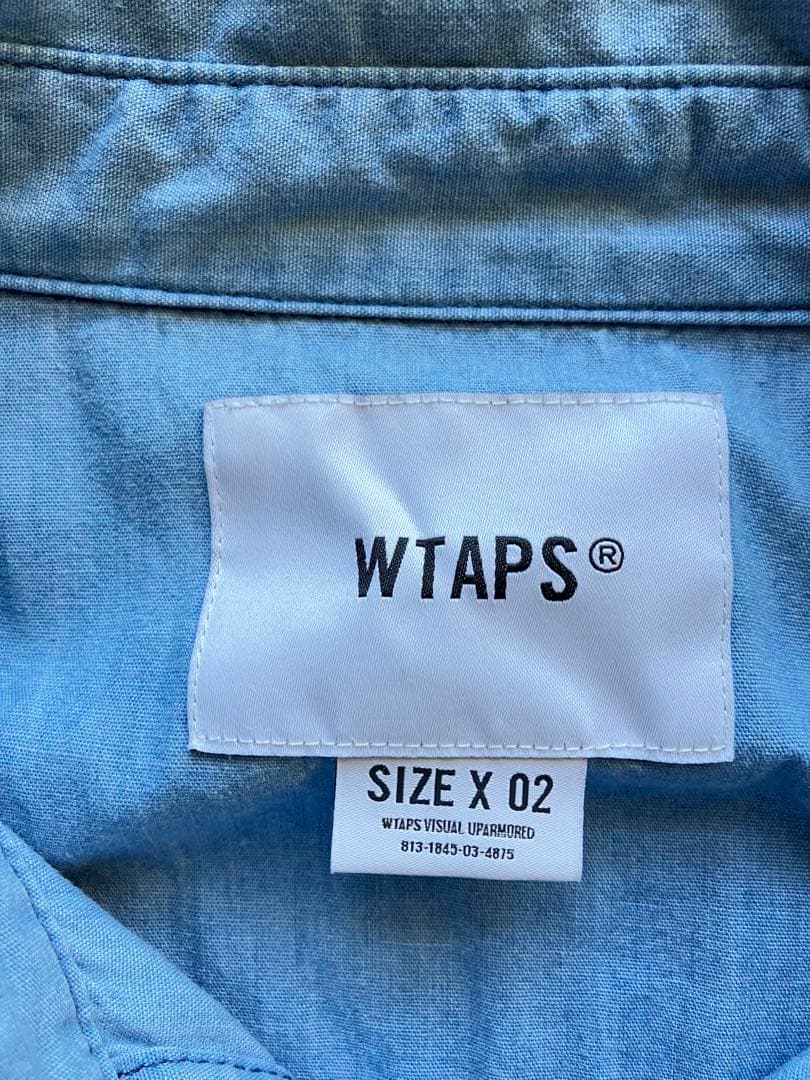 WTAPS®
SIZE X 02
WTAPS VISUAL UPARMORED
813-1845-03-4875